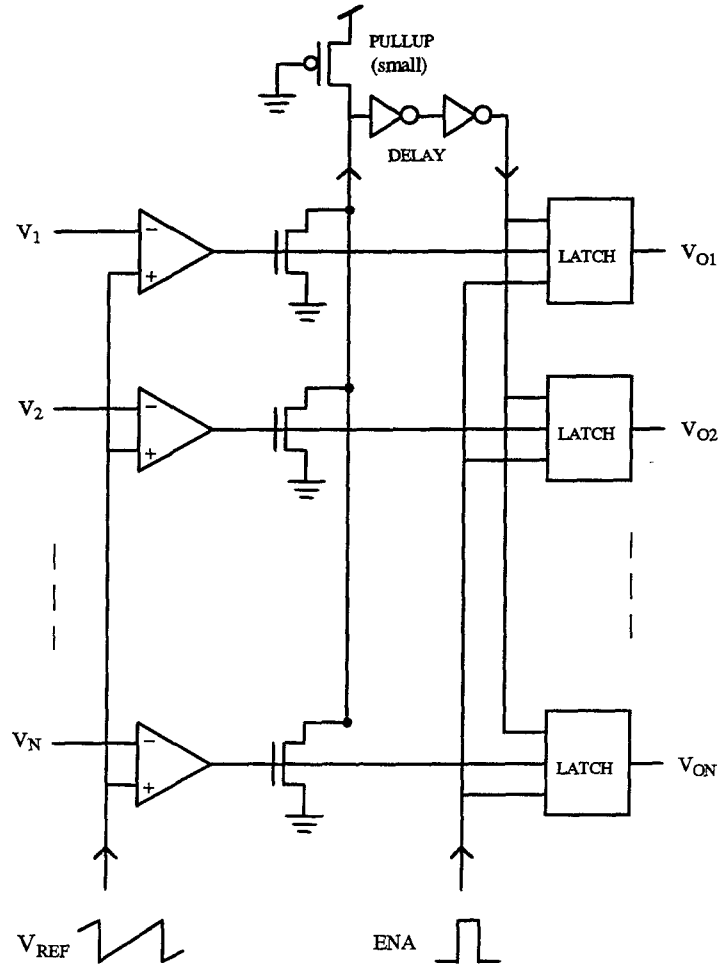 PULLUP
(small)
DELAY
V1
LATCH
VO1
V2
LATCH
VO2
VN
LATCH
VON
VREF
ENA